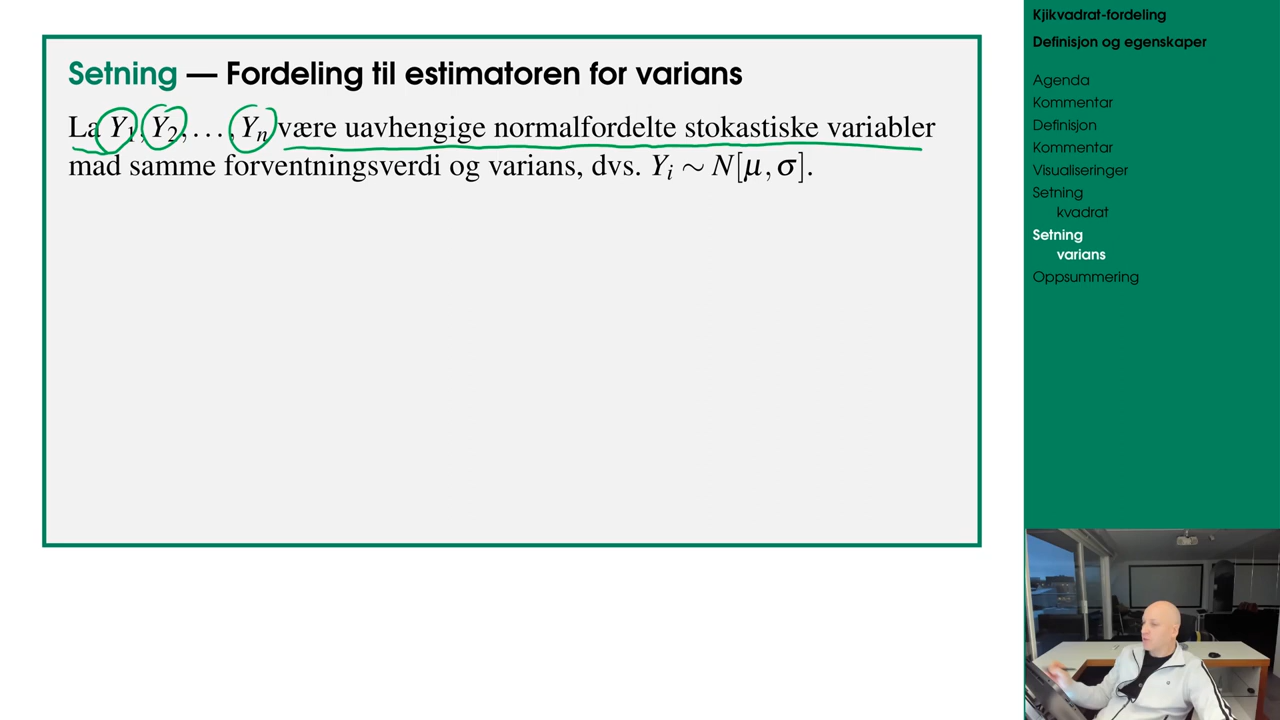 Setning — Fordeling til estimatoren for varians
La Y₁, Y₂, ..., Yₙ være uavhengige normalfordelte stokastiske variabler
mad samme forventningsverdi og varians, dvs. Yᵢ ∼ N[μ, σ].
Kjikvadrat-fordeling
Definisjon og egenskaper
Agenda
Kommentar
Definisjon
Kommentar
Visualiseringer
Setning
kvadrat
Setning
varians
Oppsummering